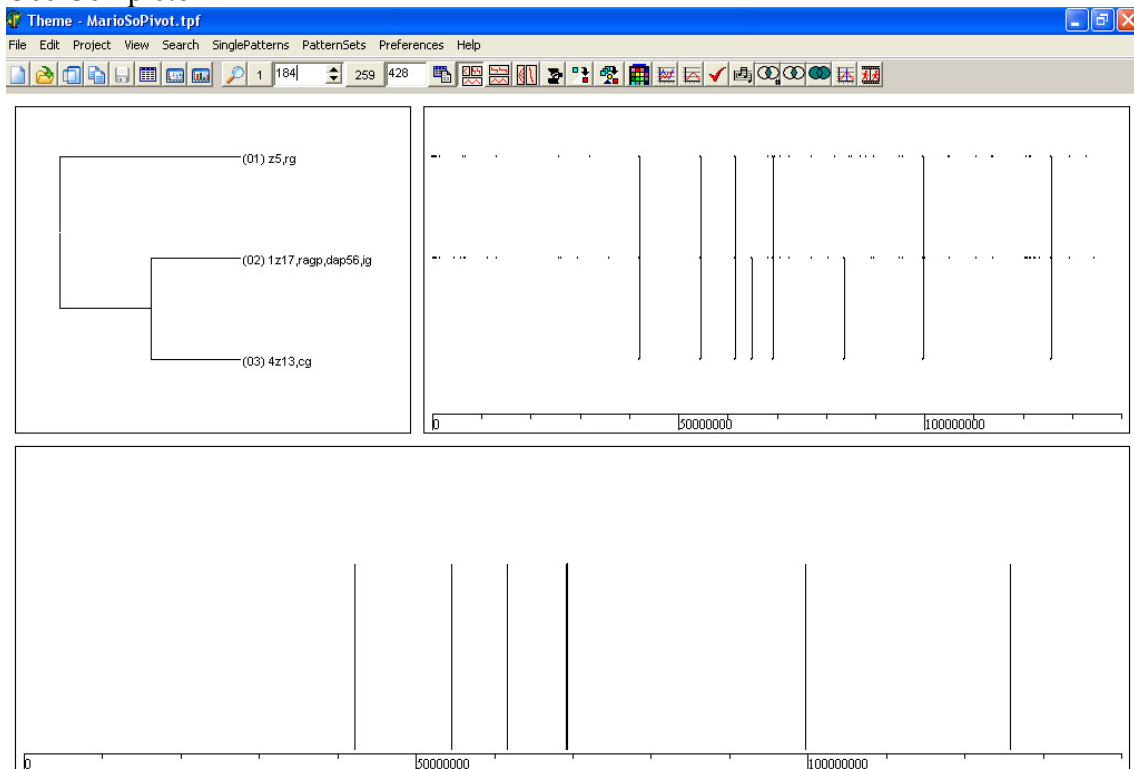 Theme - MarioSoPivot.tpf
File Edit Project View Search SinglePatterns PatternSets Preferences Help
1 184 259 428
(01) z5,rg
(02) 1z17,ragp,dap56,ig
(03) 4z13,cg
0 50000000 100000000
0 50000000 100000000